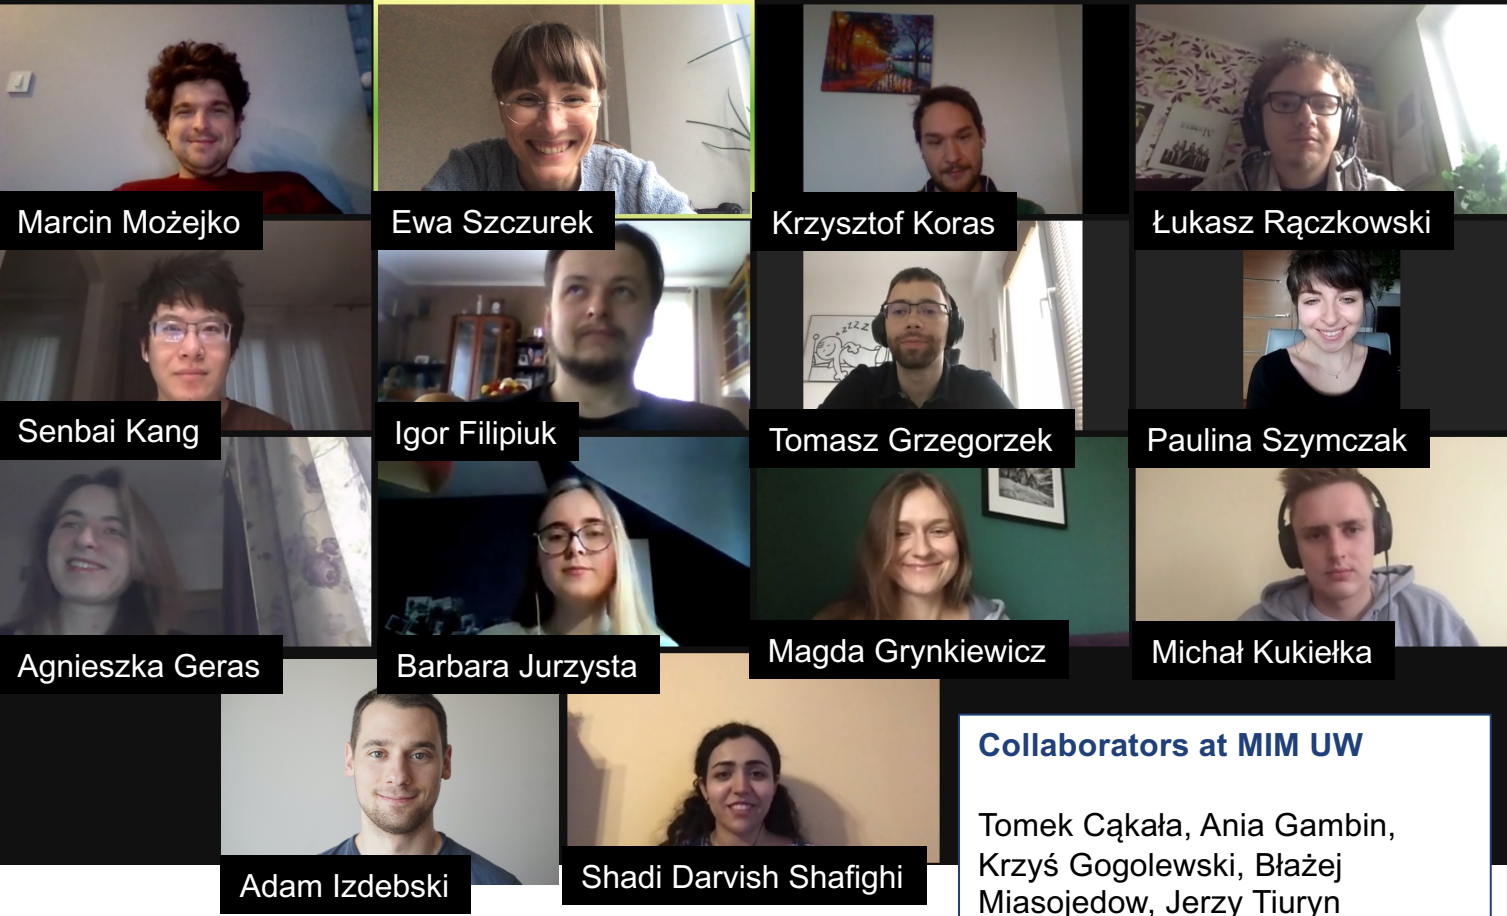 Marcin Możejko
Ewa Szczurek
Krzysztof Koras
Łukasz Rączkowski
zzzz
Senbai Kang
Igor Filipiuk
Tomasz Grzegorzek
Paulina Szymczak
Agnieszka Geras
Barbara Jurzysta
Magda Grynkiewicz
Michał Kukiełka
Adam Izdebski
Shadi Darvish Shafighi
Collaborators at MIM UW
Tomek Cąkała, Ania Gambin,
Krzyś Gogolewski, Błażej
Miasojedow, Jerzy Tiuryn